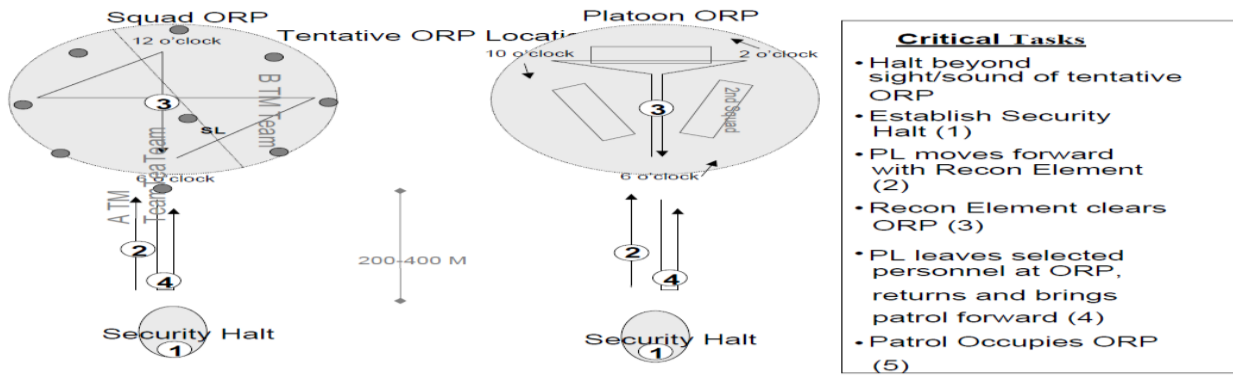 Squad ORP
Platoon ORP
Tentative ORP Locatio
12 o'clock
B TM Team
3
SL
6 o'clock
A TM
Team
Team
2
4
Security Halt
1
200-400 M
10 o'clock
2 o'clock
3
2nd Squad
6 o'clock
2
4
Security Halt
1
Critical Tasks
• Halt beyond
sight/sound of tentative
ORP
• Establish Security
Halt (1)
• PL moves forward
with Recon Element
(2)
• Recon Element clears
ORP (3)
• PL leaves selected
personnel at ORP,
returns and brings
patrol forward (4)
• Patrol Occupies ORP
(5)